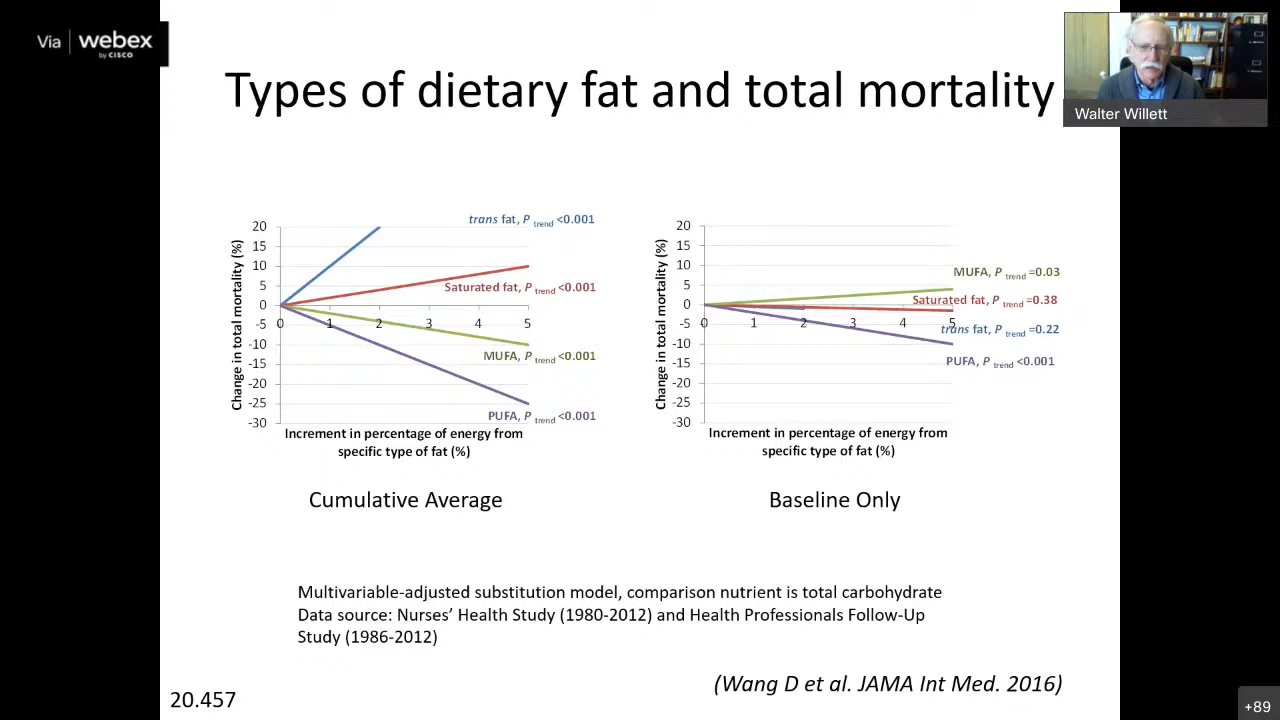 Via webex
by CISCO
Types of dietary fat and total mortality
Walter Willett
20
15
10
5
0
-5
-10
-15
-20
-25
-30
0 1 2 3 4 5
Change in total mortality (%)
trans fat, P trend <0.001
Saturated fat, P trend <0.001
MUFA, P trend <0.001
PUFA, P trend <0.001
Increment in percentage of energy from
specific type of fat (%)
Cumulative Average
20
15
10
5
0
-5
-10
-15
-20
-25
-30
0 1 2 3 4 5
Change in total mortality (%)
MUFA, P trend =0.03
Saturated fat, P trend =0.38
trans fat, P trend =0.22
PUFA, P trend <0.001
Increment in percentage of energy from
specific type of fat (%)
Baseline Only
Multivariable-adjusted substitution model, comparison nutrient is total carbohydrate
Data source: Nurses’ Health Study (1980-2012) and Health Professionals Follow-Up
Study (1986-2012)
(Wang D et al. JAMA Int Med. 2016)
20.457
+89